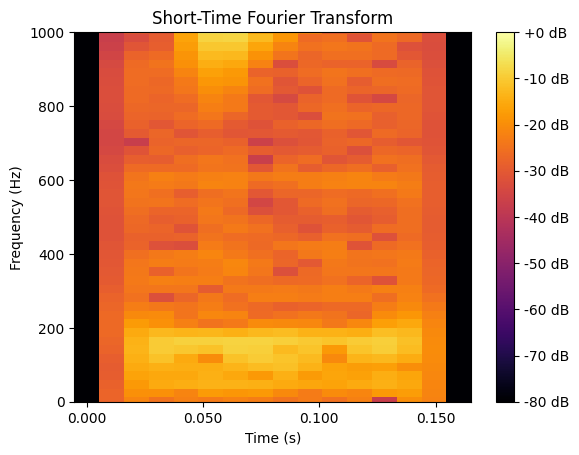 Short-Time Fourier Transform
1000
800
600
400
200
0
Frequency (Hz)
0.000
0.050
0.100
0.150
Time (s)
+0 dB
-10 dB
-20 dB
-30 dB
-40 dB
-50 dB
-60 dB
-70 dB
-80 dB